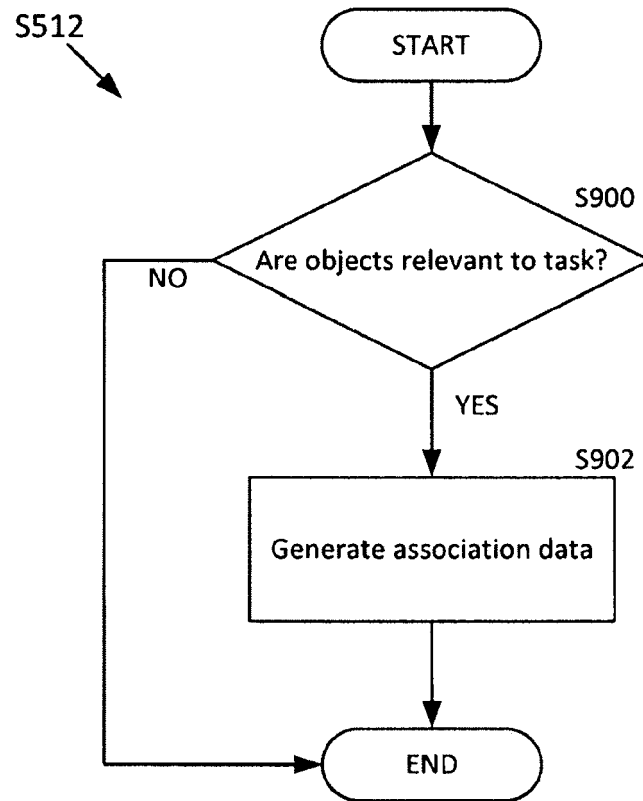 S512
START
S900
Are objects relevant to task?
NO
YES
S902
Generate association data
END